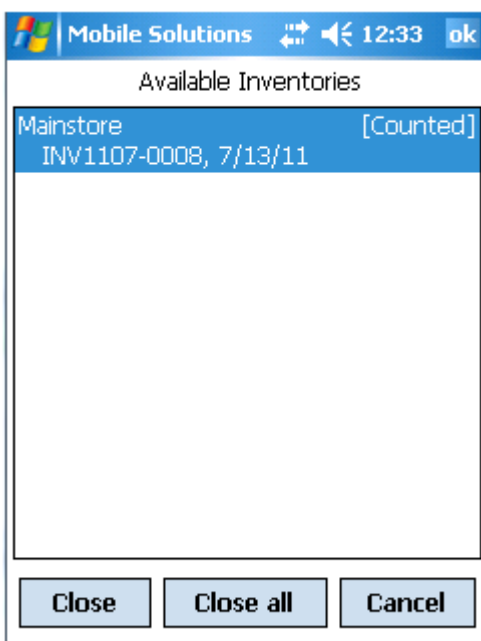 Mobile Solutions 12:33 ok
Available Inventories
Mainstore [Counted]
INV1107-0008, 7/13/11
Close Close all Cancel